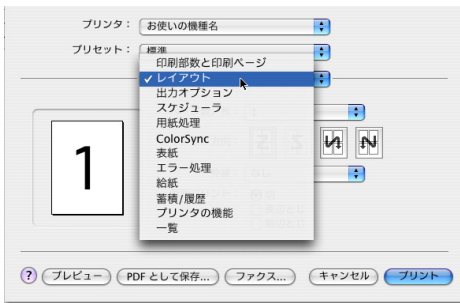 プリンタ： お使いの機種名
プリセット： 標準
印刷部数と印刷ページ
✓ レイアウト
出力オプション
スケジューラ
用紙処理
ColorSync
表紙
エラー処理
給紙
蓄積/履歴
プリンタの機能
一覧
1
? プレビュー PDF として保存... ファクス... キャンセル プリント